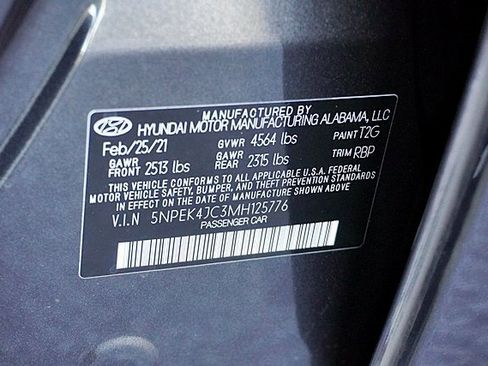 MANUFACTURED BY
HYUNDAI MOTOR MANUFACTURING ALABAMA, LLC
Feb/25/21 GVWR 4564 lbs PAINT T2G
GAWR FRONT 2513 lbs GAWR REAR 2315 lbs TRIM RBP
THIS VEHICLE CONFORMS TO ALL APPLICABLE FEDERAL
MOTOR VEHICLE SAFETY, BUMPER, AND THEFT PREVENTION STANDARDS
IN EFFECT ON THE DATE OF MANUFACTURE SHOWN ABOVE.
V.I.N 5NPEK4JC3MH125776
PASSENGER CAR